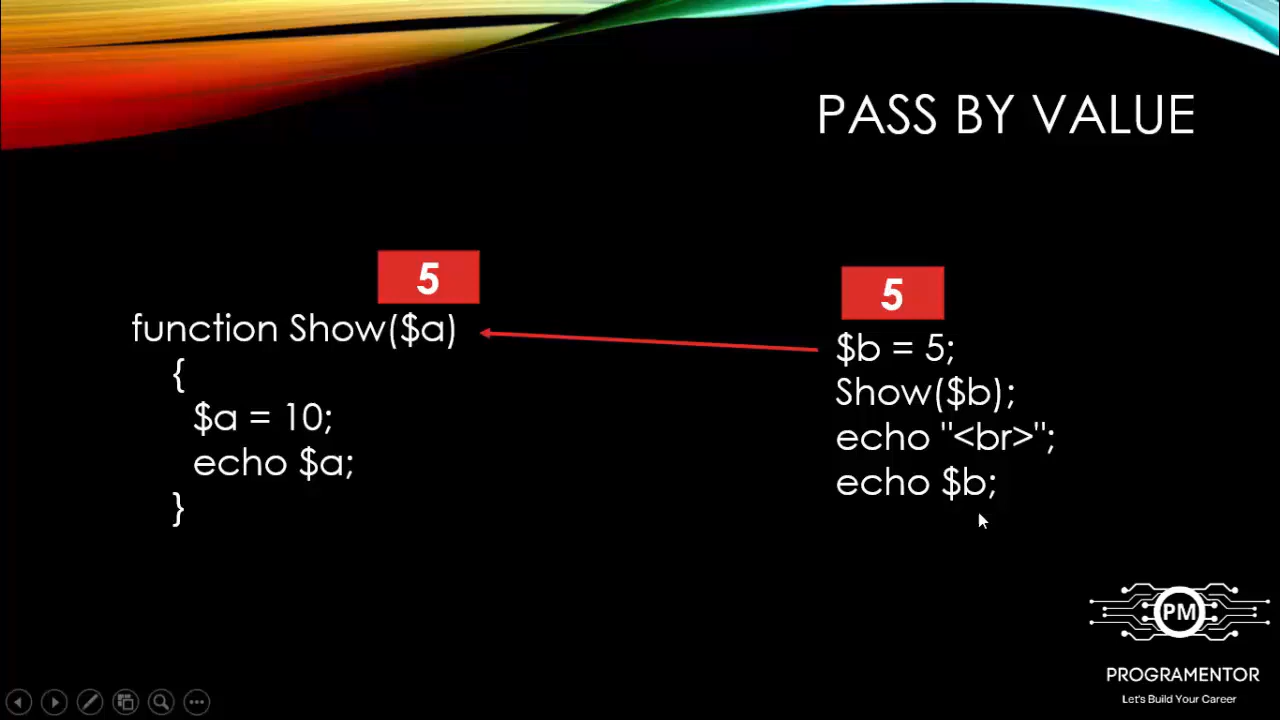 PASS BY VALUE
5
function Show($a)
{
$a = 10;
echo $a;
}
5
$b = 5;
Show($b);
echo "<br>";
echo $b;
PM
PROGRAMENTOR
Let's Build Your Career